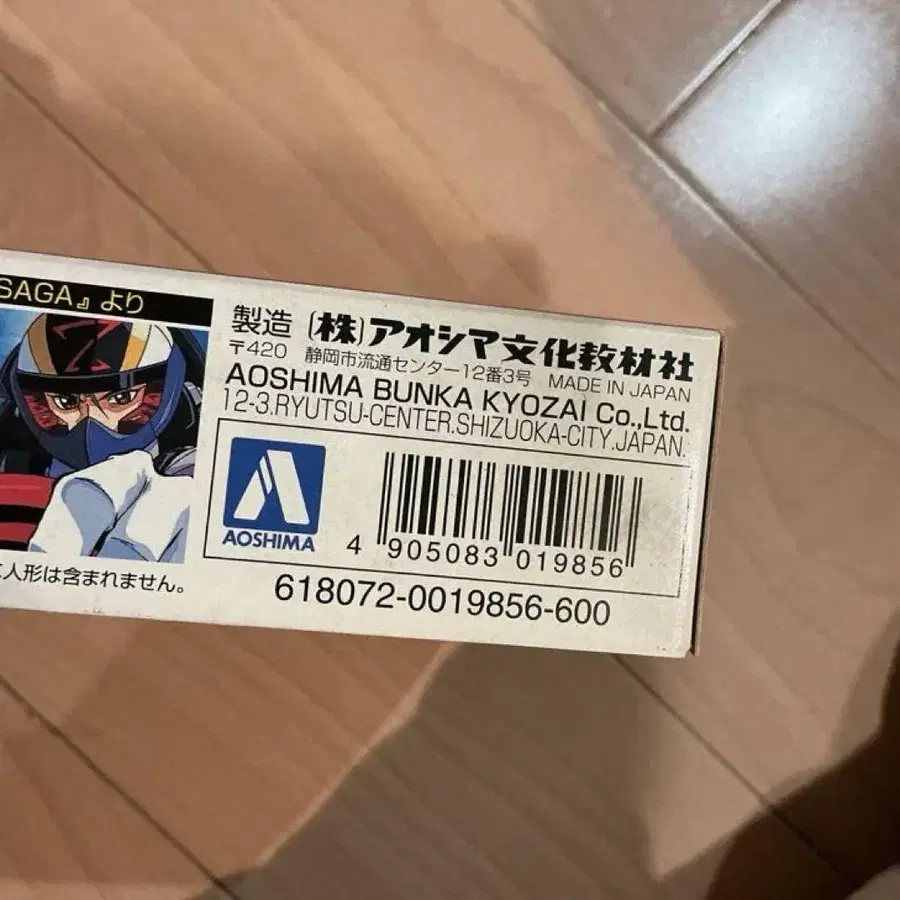 SAGA』より
製造 〔株〕アオシマ文化教材社
〒420 静岡市流通センター12番3号 MADE IN JAPAN
AOSHIMA BUNKA KYOZAI Co.,Ltd.
12-3.RYUTSU-CENTER.SHIZUOKA-CITY.JAPAN.
AOSHIMA
4 905083 019856
人形は含まれません。
618072-0019856-600